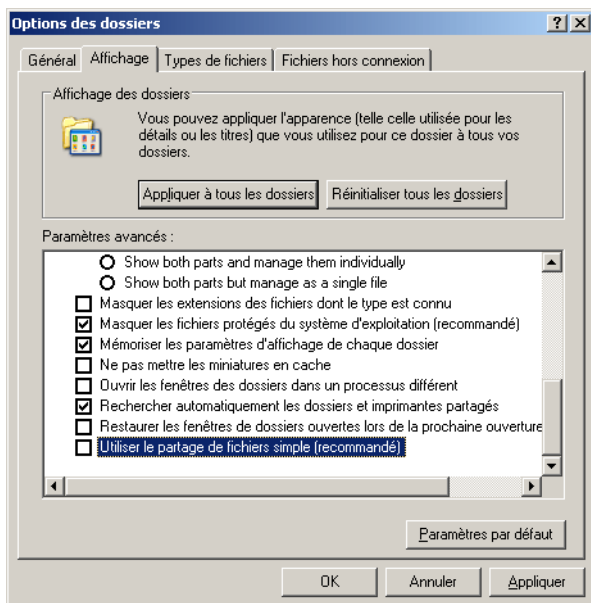 Options des dossiers
Général Affichage Types de fichiers Fichiers hors connexion
Affichage des dossiers
Vous pouvez appliquer l'apparence (telle celle utilisée pour les
détails ou les titres) que vous utilisez pour ce dossier à tous vos
dossiers.
Appliquer à tous les dossiers Réinitialiser tous les dossiers
Paramètres avancés :
Show both parts and manage them individually
Show both parts but manage as a single file
Masquer les extensions des fichiers dont le type est connu
Masquer les fichiers protégés du système d'exploitation (recommandé)
Mémoriser les paramètres d'affichage de chaque dossier
Ne pas mettre les miniatures en cache
Ouvrir les fenêtres des dossiers dans un processus différent
Rechercher automatiquement les dossiers et imprimantes partagés
Restaurer les fenêtres de dossiers ouvertes lors de la prochaine ouverture
Utiliser le partage de fichiers simple (recommandé)
Paramètres par défaut
OK Annuler Appliquer